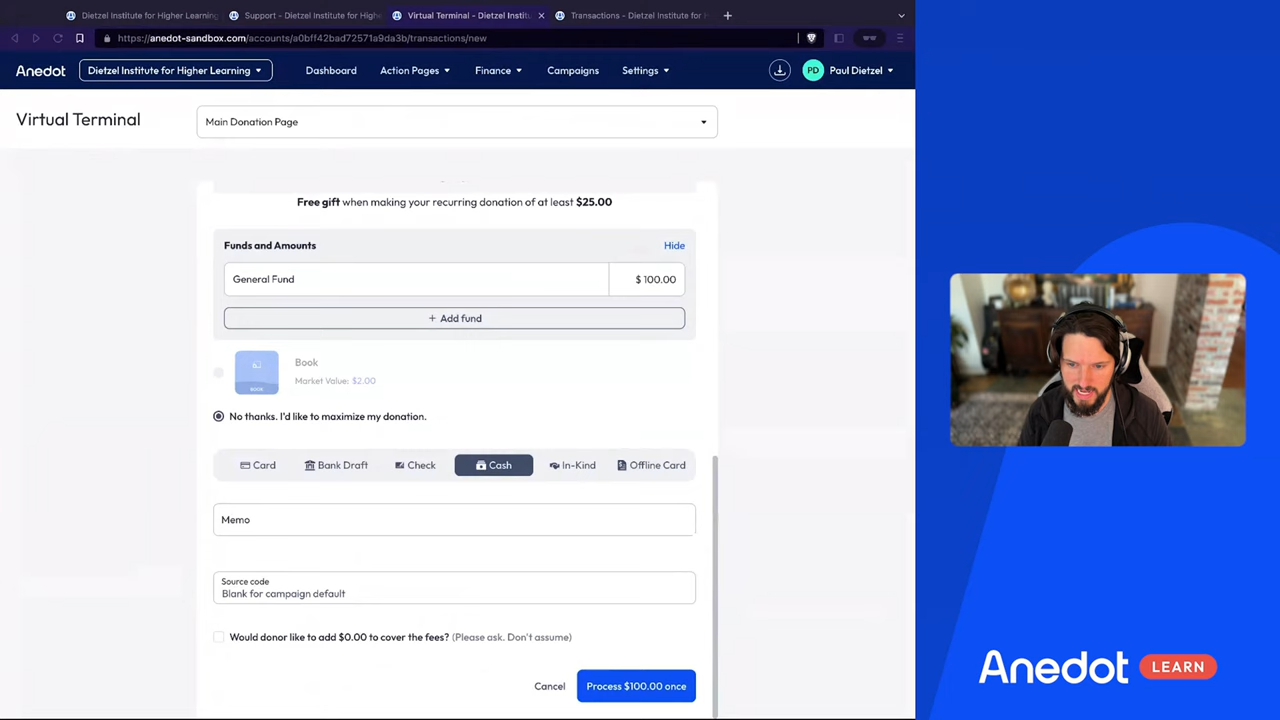 Dietzel Institute for Higher Learning
Support - Dietzel Institute for Highe
Virtual Terminal - Dietzel Instit
Transactions - Dietzel Institute for H
https://anedot-sandbox.com/accounts/a0bff42bad72571a9da3b/transactions/new
Anedot
Dietzel Institute for Higher Learning
Dashboard
Action Pages
Finance
Campaigns
Settings
PD
Paul Dietzel
Virtual Terminal
Main Donation Page
Free gift when making your recurring donation of at least $25.00
Funds and Amounts
Hide
General Fund
$ 100.00
+ Add fund
BOOK
Book
Market Value: $2.00
No thanks. I'd like to maximize my donation.
Card
Bank Draft
Check
Cash
In-Kind
Offline Card
Memo
Source code
Blank for campaign default
Would donor like to add $0.00 to cover the fees? (Please ask. Don't assume)
Cancel
Process $100.00 once
Anedot LEARN